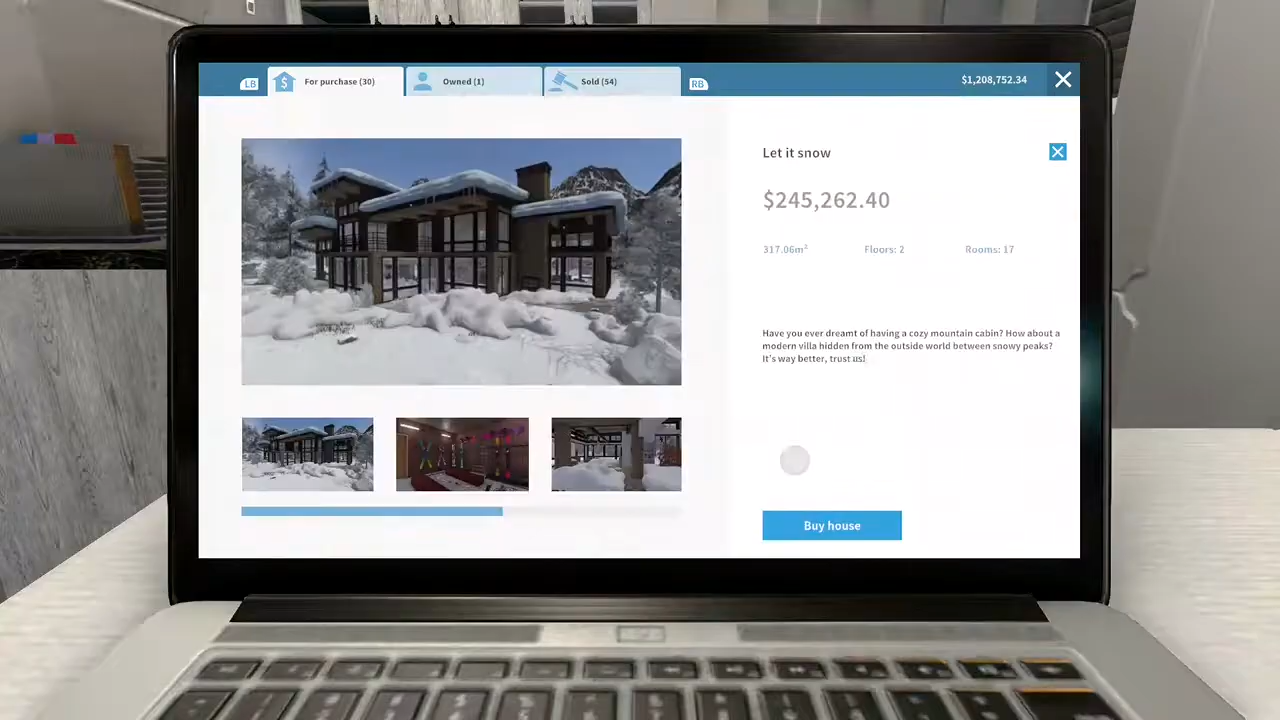 LB
For purchase (30)
Owned (1)
Sold (54)
RB
$1,208,752.34
Let it snow
$245,262.40
317.06m²
Floors: 2
Rooms: 17
Have you ever dreamt of having a cozy mountain cabin? How about a
modern villa hidden from the outside world between snowy peaks?
It's way better, trust us!
Buy house